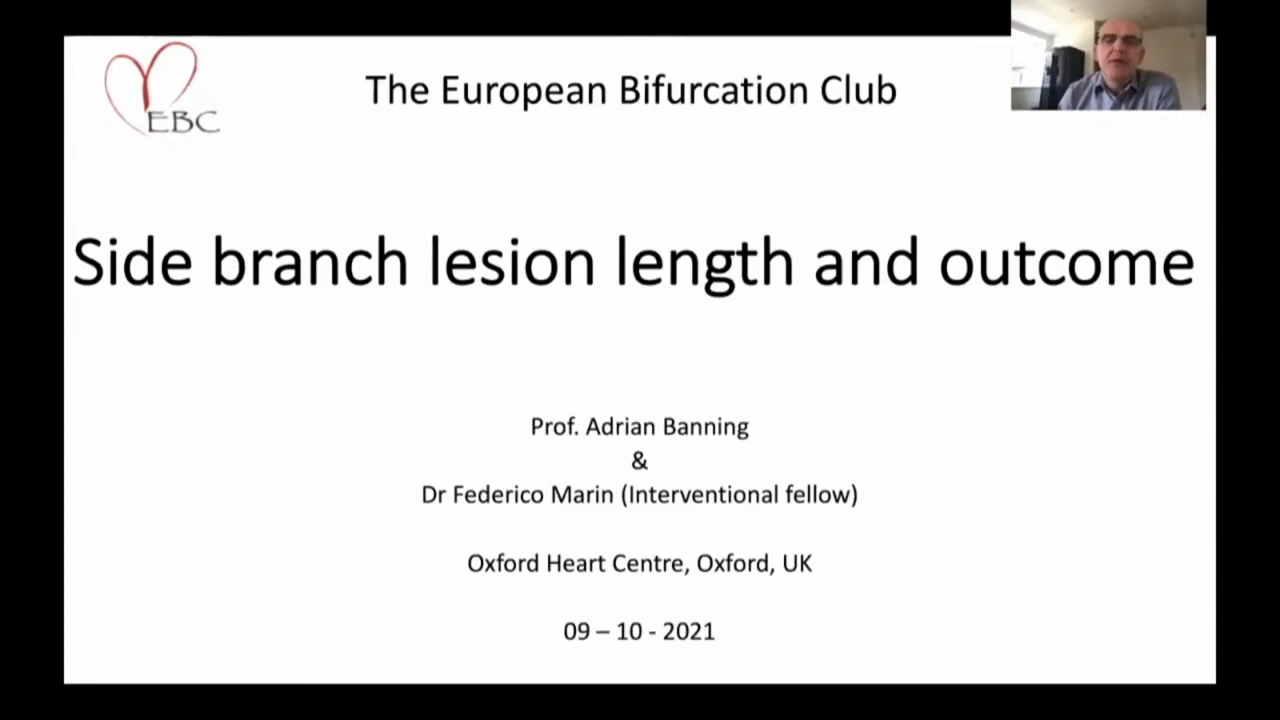 EBC
The European Bifurcation Club
Side branch lesion length and outcome
Prof. Adrian Banning
&
Dr Federico Marin (Interventional fellow)
Oxford Heart Centre, Oxford, UK
09 – 10 - 2021